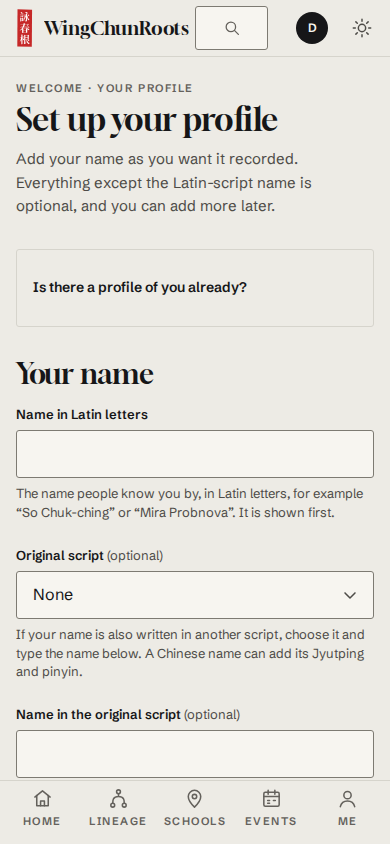 詠春根
WingChunRoots
D
WELCOME · YOUR PROFILE
Set up your profile
Add your name as you want it recorded.
Everything except the Latin-script name is
optional, and you can add more later.
Is there a profile of you already?
Your name
Name in Latin letters
The name people know you by, in Latin letters, for example
“So Chuk-ching” or “Mira Probnova”. It is shown first.
Original script (optional)
None
If your name is also written in another script, choose it and
type the name below. A Chinese name can add its Jyutping
and pinyin.
Name in the original script (optional)
HOME
LINEAGE
SCHOOLS
EVENTS
ME